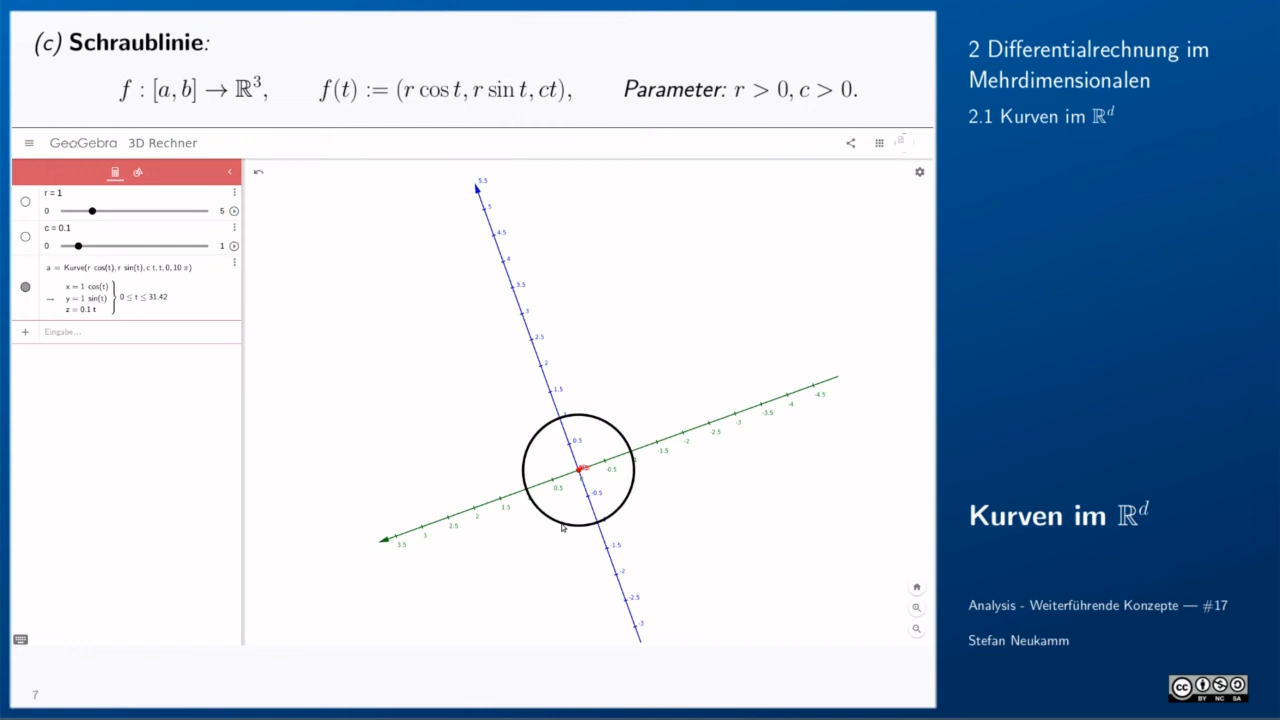 (c) Schraublinie:
f : [a, b] → ℝ³, f(t) := (r cos t, r sin t, ct), Parameter: r > 0, c > 0.
GeoGebra 3D Rechner
r = 1
0 5
c = 0.1
0 1
a = Kurve(r cos(t), r sin(t), c t, t, 0, 10 π)
→ x = 1 cos(t)
y = 1 sin(t) } 0 ≤ t ≤ 31.42
z = 0.1 t
+ Eingabe...
5.5
5
4.5
4
3.5
3
2.5
2
1.5
1
0.5
0
-0.5
-1.5
-2
-2.5
-3
3.5
3
2.5
2
1.5
0.5
-0.5
-1.5
-2
-2.5
-3
-3.5
-4
-4.5
7
2 Differentialrechnung im
Mehrdimensionalen
2.1 Kurven im ℝᵈ
Kurven im ℝᵈ
Analysis - Weiterführende Konzepte — #17
Stefan Neukamm
cc
BY NC SA